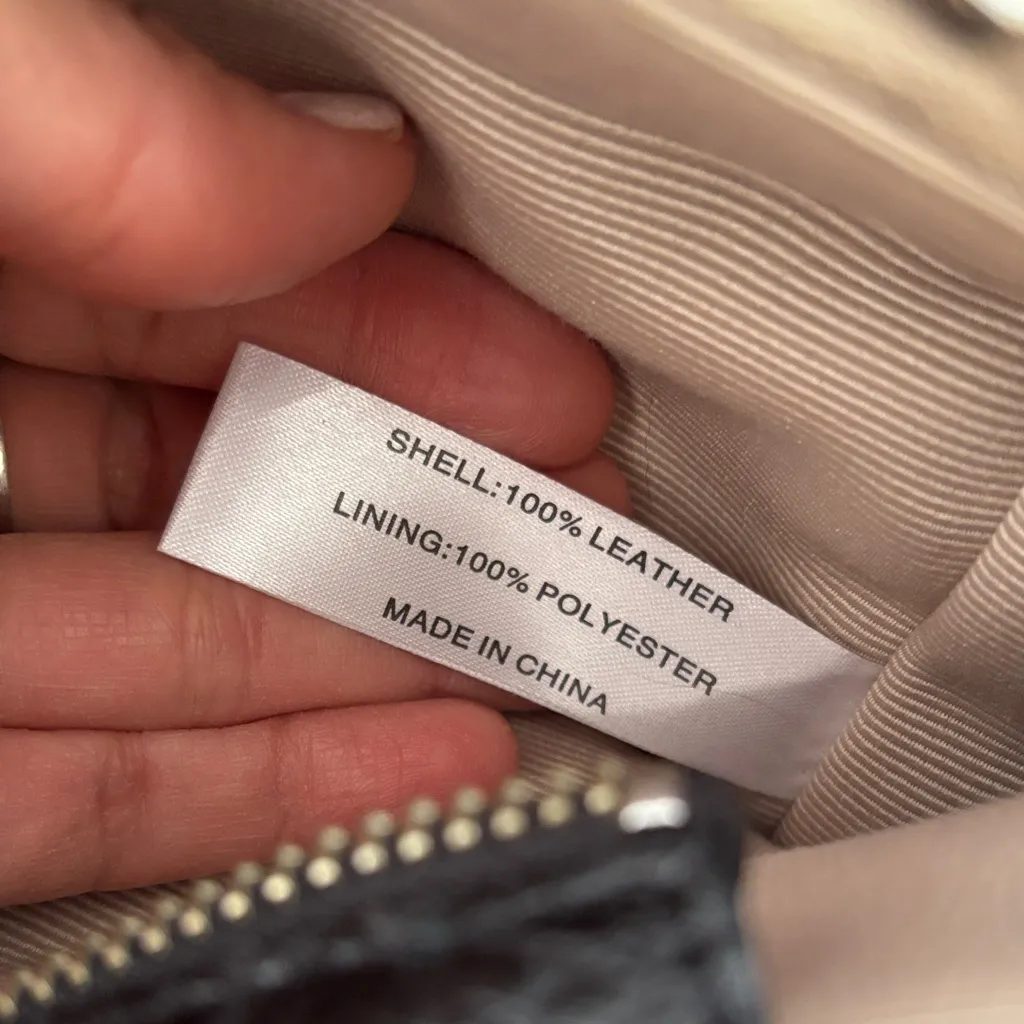 SHELL:100% LEATHER
LINING:100% POLYESTER
MADE IN CHINA